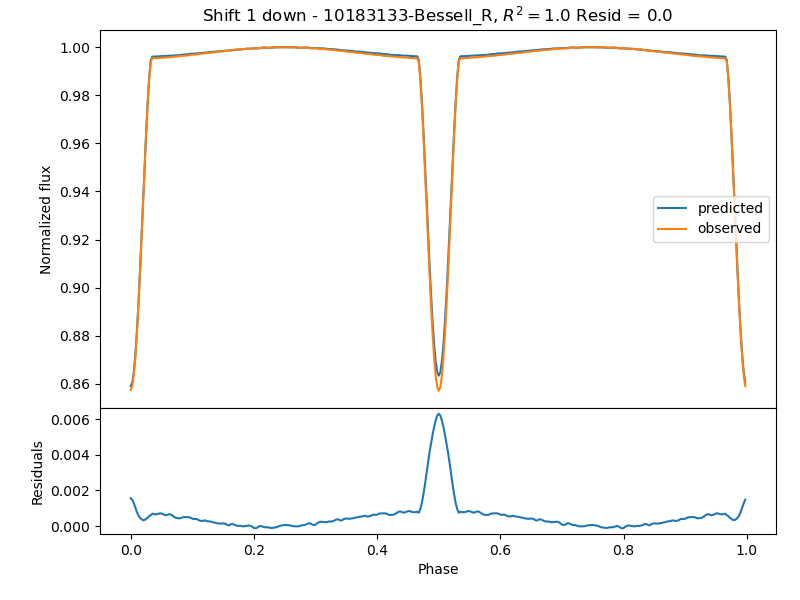 Shift 1 down - 10183133-Bessell_R, R² = 1.0 Resid = 0.0
1.00
0.98
0.96
0.94
0.92
0.90
0.88
0.86
Normalized flux
predicted
observed
0.006
0.004
0.002
0.000
Residuals
0.0 0.2 0.4 0.6 0.8 1.0
Phase